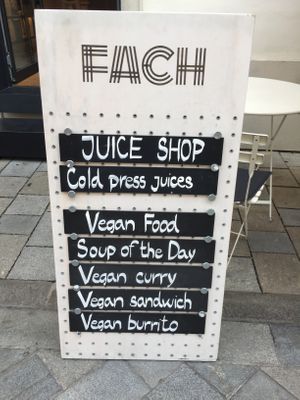 FACH
JUICE SHOP
Cold press juices
Vegan Food
Soup of the Day
Vegan curry
Vegan sandwich
Vegan burrito